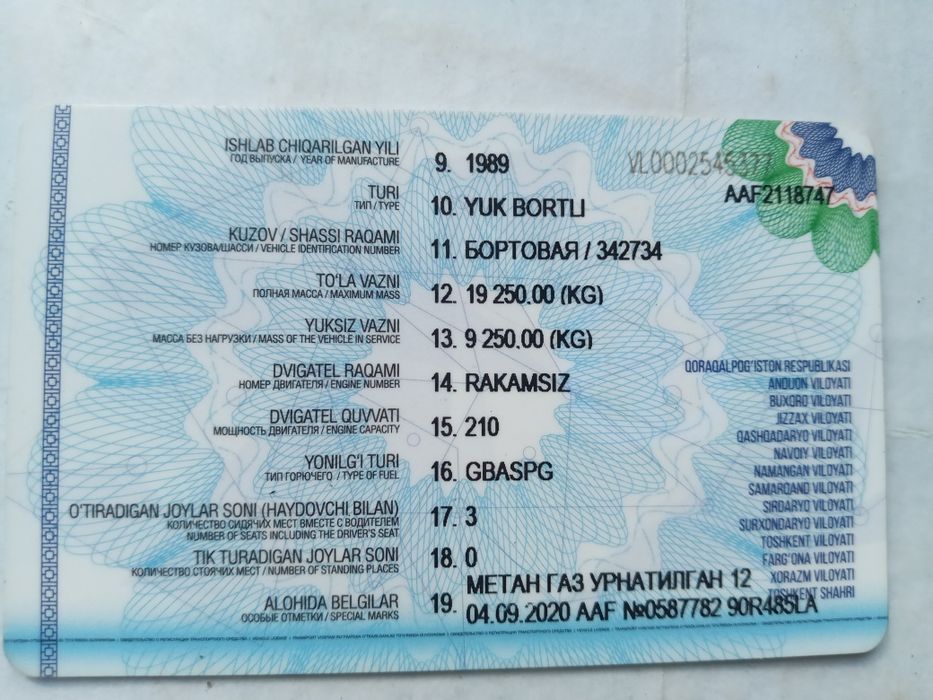 ISHLAB CHIQARILGAN YILI
ГОД ВЫПУСКА / YEAR OF MANUFACTURE
9. 1989
VL0002545377
AAF2118747
TURI
ТИП / TYPE
10. YUK BORTLI
KUZOV / SHASSI RAQAMI
НОМЕР КУЗОВА/ШАССИ / VEHICLE IDENTIFICATION NUMBER
11. БОРТОВАЯ / 342734
TO'LA VAZNI
ПОЛНАЯ МАССА / MAXIMUM MASS
12. 19 250.00 (KG)
YUKSIZ VAZNI
МАССА БЕЗ НАГРУЗКИ / MASS OF THE VEHICLE IN SERVICE
13. 9 250.00 (KG)
DVIGATEL RAQAMI
НОМЕР ДВИГАТЕЛЯ / ENGINE NUMBER
14. RAKAMSIZ
DVIGATEL QUVVATI
МОЩНОСТЬ ДВИГАТЕЛЯ / ENGINE CAPACITY
15. 210
YONILG'I TURI
ТИП ГОРЮЧЕГО / TYPE OF FUEL
16. GBASPG
O'TIRADIGAN JOYLAR SONI (HAYDOVCHI BILAN)
КОЛИЧЕСТВО СИДЯЧИХ МЕСТ ВМЕСТЕ С ВОДИТЕЛЕМ
NUMBER OF SEATS INCLUDING THE DRIVER'S SEAT
17. 3
TIK TURADIGAN JOYLAR SONI
КОЛИЧЕСТВО СТОЯЧИХ МЕСТ / NUMBER OF STANDING PLACES
18. 0
ALOHIDA BELGILAR
ОСОБЫЕ ОТМЕТКИ / SPECIAL MARKS
19. МЕТАН ГАЗ УРНАТИЛГАН 12
04.09.2020 AAF №0587782 90R485LA
QORAQALPOG'ISTON RESPUBLIKASI
ANDIJON VILOYATI
BUXORO VILOYATI
JIZZAX VILOYATI
QASHQADARYO VILOYATI
NAVOIY VILOYATI
NAMANGAN VILOYATI
SAMARQAND VILOYATI
SIRDARYO VILOYATI
SURXONDARYO VILOYATI
TOSHKENT VILOYATI
FARG'ONA VILOYATI
XORAZM VILOYATI
TOSHKENT SHAHRI